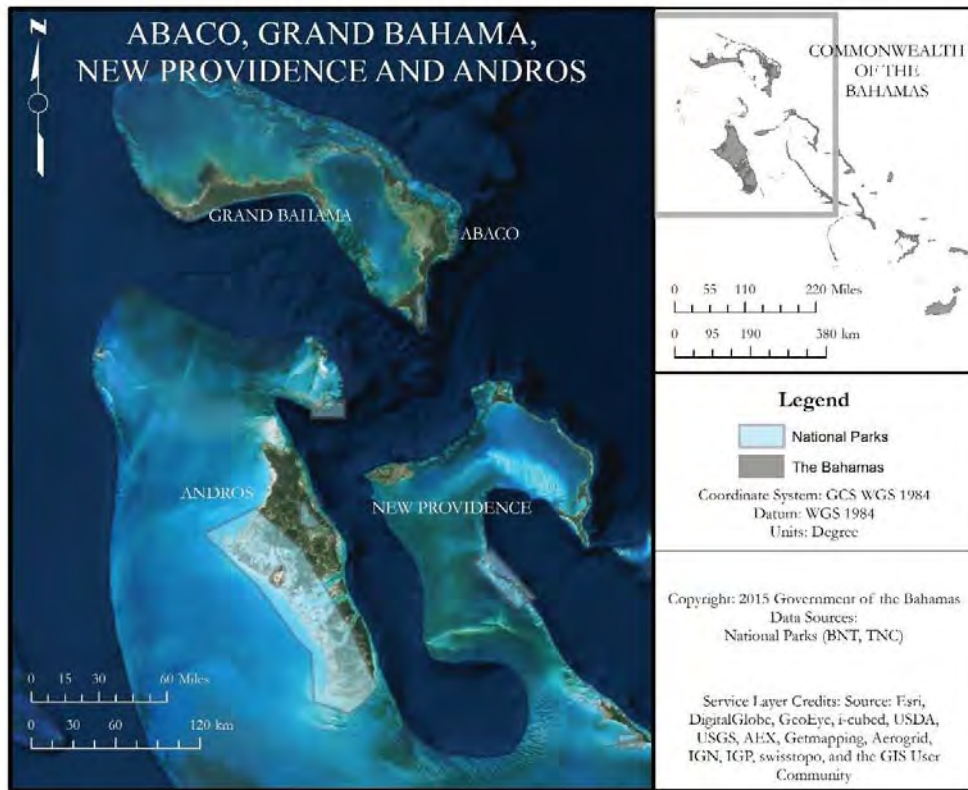 N
ABACO, GRAND BAHAMA,
NEW PROVIDENCE AND ANDROS
GRAND BAHAMA
ABACO
ANDROS
NEW PROVIDENCE
0 15 30 60 Miles
0 30 60 120 km
COMMONWEALTH
OF THE
BAHAMAS
0 55 110 220 Miles
0 95 190 380 km
Legend
National Parks
The Bahamas
Coordinate System: GCS WGS 1984
Datum: WGS 1984
Units: Degree
Copyright: 2015 Government of the Bahamas
Data Sources:
National Parks (BNT, TNC)
Service Layer Credits: Source: Esri,
DigitalGlobe, GeoEye, i-cubed, USDA,
USGS, AEX, Getmapping, Aerogrid,
IGN, IGP, swisstopo, and the GIS User
Community